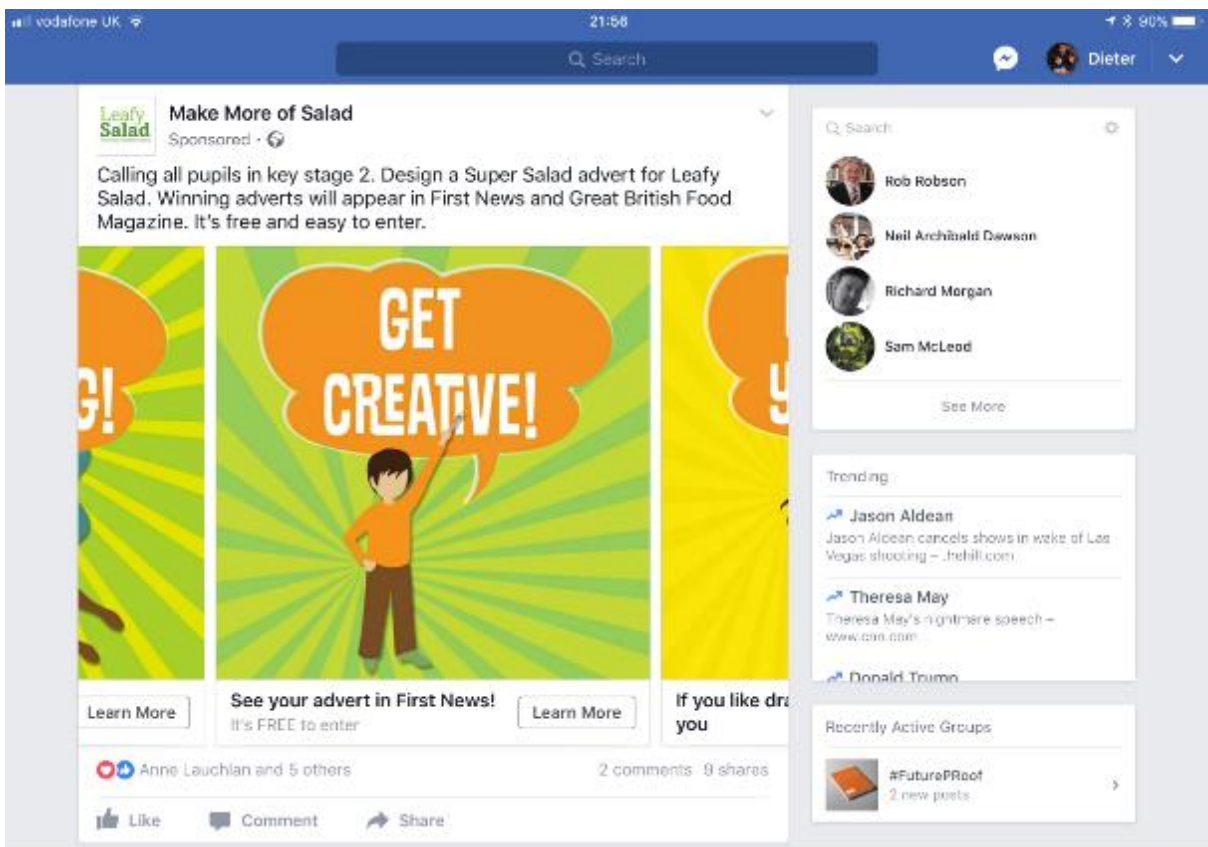 vodafone UK
21:56
90%
Search
Dieter
Leafy
Salad
Make More of Salad
Sponsored ·
Calling all pupils in key stage 2. Design a Super Salad advert for Leafy
Salad. Winning adverts will appear in First News and Great British Food
Magazine. It's free and easy to enter.
G!
GET
CREATIVE!
Y
Learn More
See your advert in First News!
It's FREE to enter
Learn More
If you like dra
you
Anne Lauchlan and 5 others
2 comments 9 shares
Like
Comment
Share
Search
Rob Robson
Neil Archibald Dawson
Richard Morgan
Sam McLeod
See More
Trending
Jason Aldean
Jason Aldean cancels shows in wake of Las
Vegas shooting – thehill.com
Theresa May
Theresa May's nightmare speech –
www.cnn.com
Donald Trump
Recently Active Groups
#FuturePRoof
2 new posts